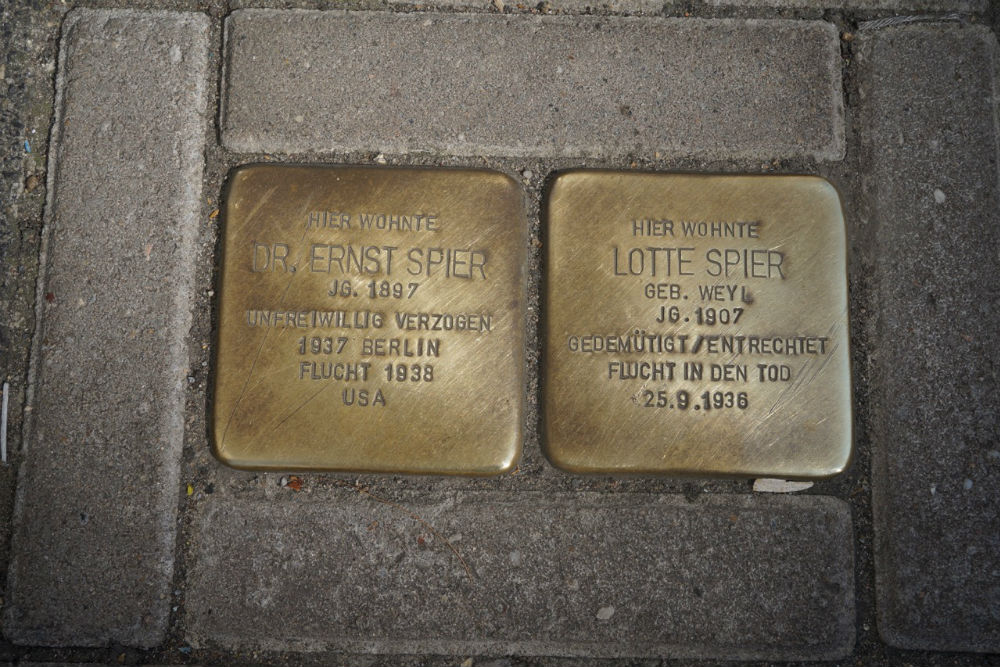 HIER WOHNTE
DR. ERNST SPIER
JG. 1897
UNFREIWILLIG VERZOGEN
1937 BERLIN
FLUCHT 1938
USA
HIER WOHNTE
LOTTE SPIER
GEB. WEYL
JG. 1907
GEDEMÜTIGT/ENTRECHTET
FLUCHT IN DEN TOD
25.9.1936